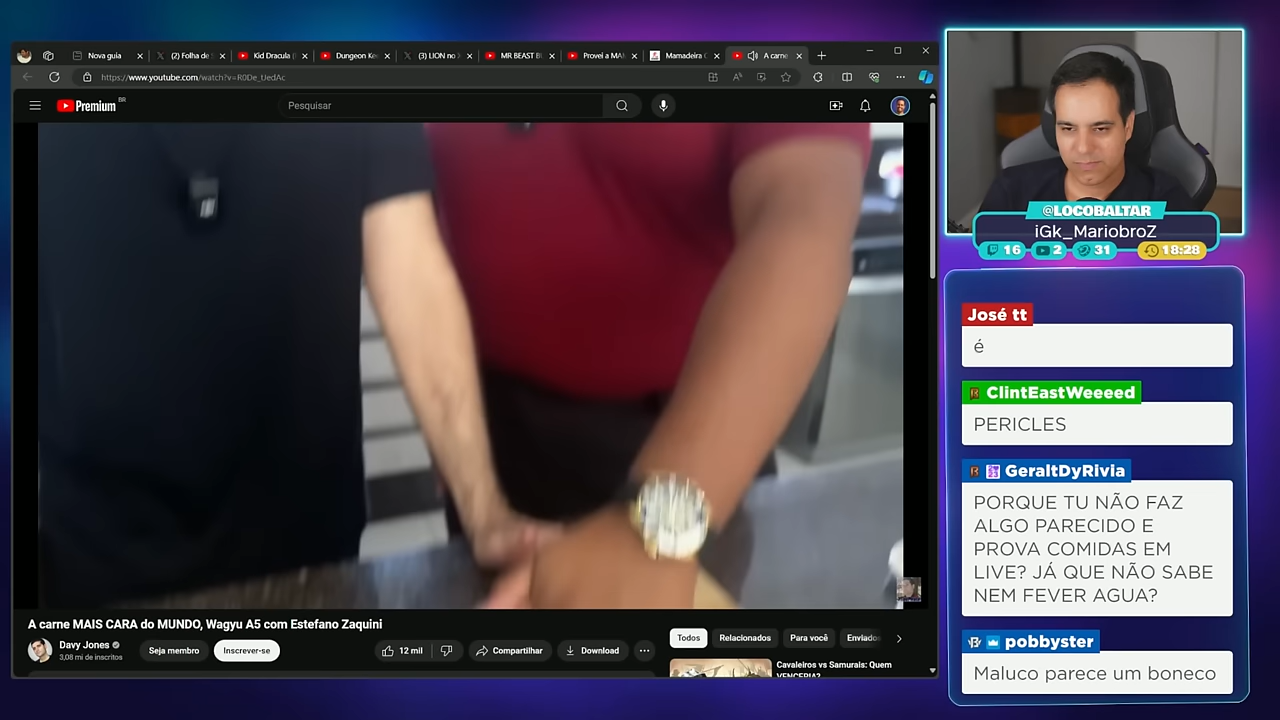 Nova guia
(2) Folha de
Kid Dracula
Dungeon Ke
(3) LION no
MR BEAST
Provei a MA
Mamadeira
A carne
https://www.youtube.com/watch?v=R0De_UedAc
Premium BR
Pesquisar
@LOCOBALTAR
iGk_MariobroZ
16 2 31 18:28
José tt
é
ClintEastWeeeed
PERICLES
GeraltDyRivia
PORQUE TU NÃO FAZ
ALGO PARECIDO E
PROVA COMIDAS EM
LIVE? JÁ QUE NÃO SABE
NEM FEVER AGUA?
pobbyster
Maluco parece um boneco
A carne MAIS CARA do MUNDO, Wagyu A5 com Estefano Zaquini
Davy Jones
3,08 mi de inscritos
Seja membro
Inscrever-se
12 mil
Compartilhar
Download
Todos
Relacionados
Para você
Enviados
Cavaleiros vs Samurais: Quem
VENCERIA?